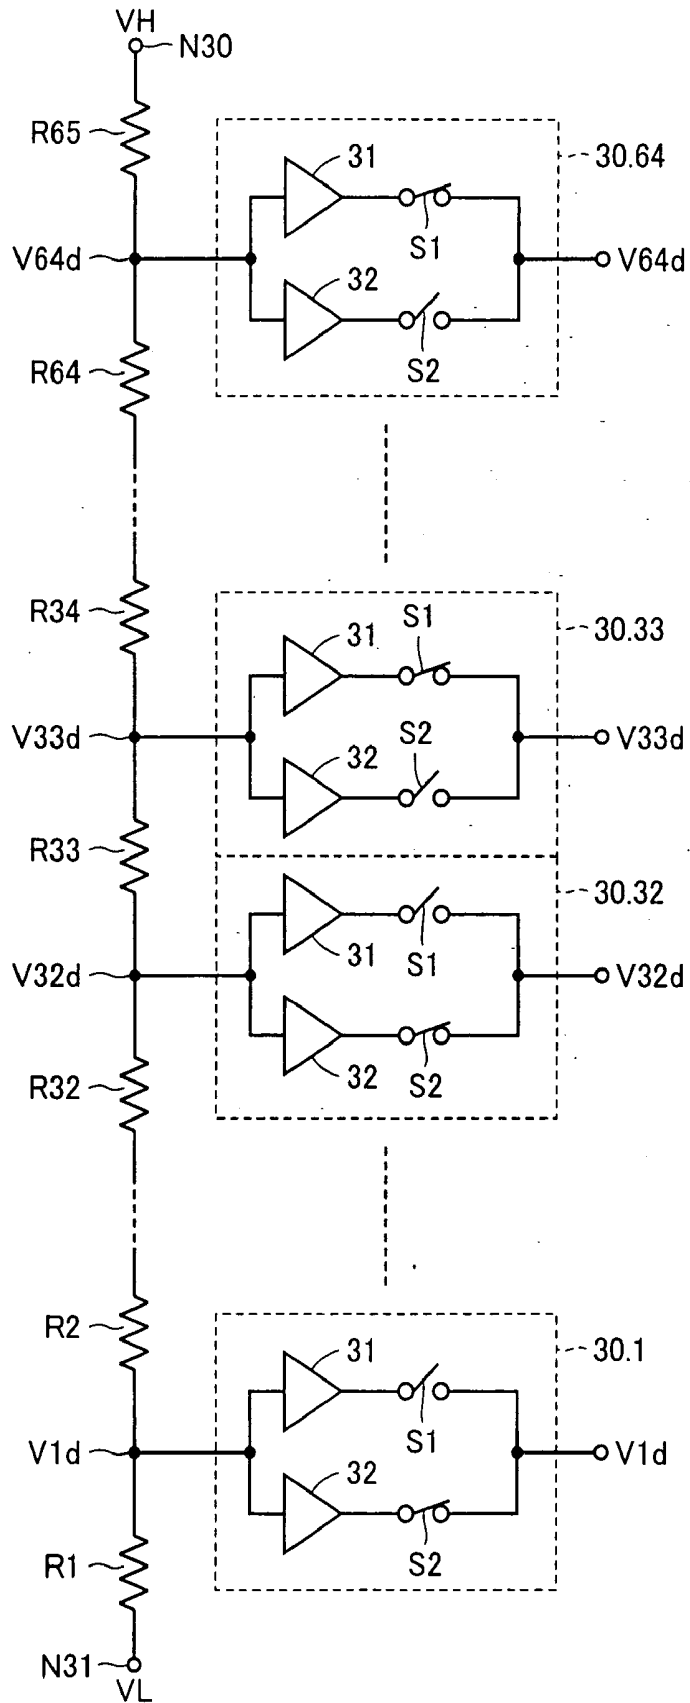 VH
N30
R65
31
30.64
S1
V64d
V64d
32
S2
R64
R34
31
S1
30.33
V33d
S2
V33d
32
R33
30.32
31
S1
V32d
V32d
32
S2
R32
R2
31
30.1
S1
V1d
V1d
32
S2
R1
N31
VL